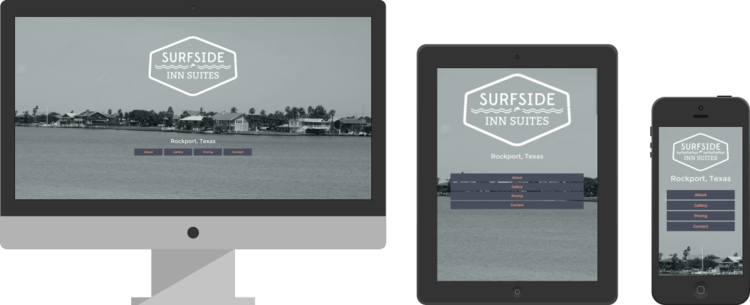 SURFSIDE
INN SUITES
Rockport, Texas
About Gallery Pricing Contact
SURFSIDE
INN SUITES
Rockport, Texas
About
Gallery
Pricing
Contact
SURFSIDE
INN SUITES
Rockport, Texas
About
Gallery
Pricing
Contact